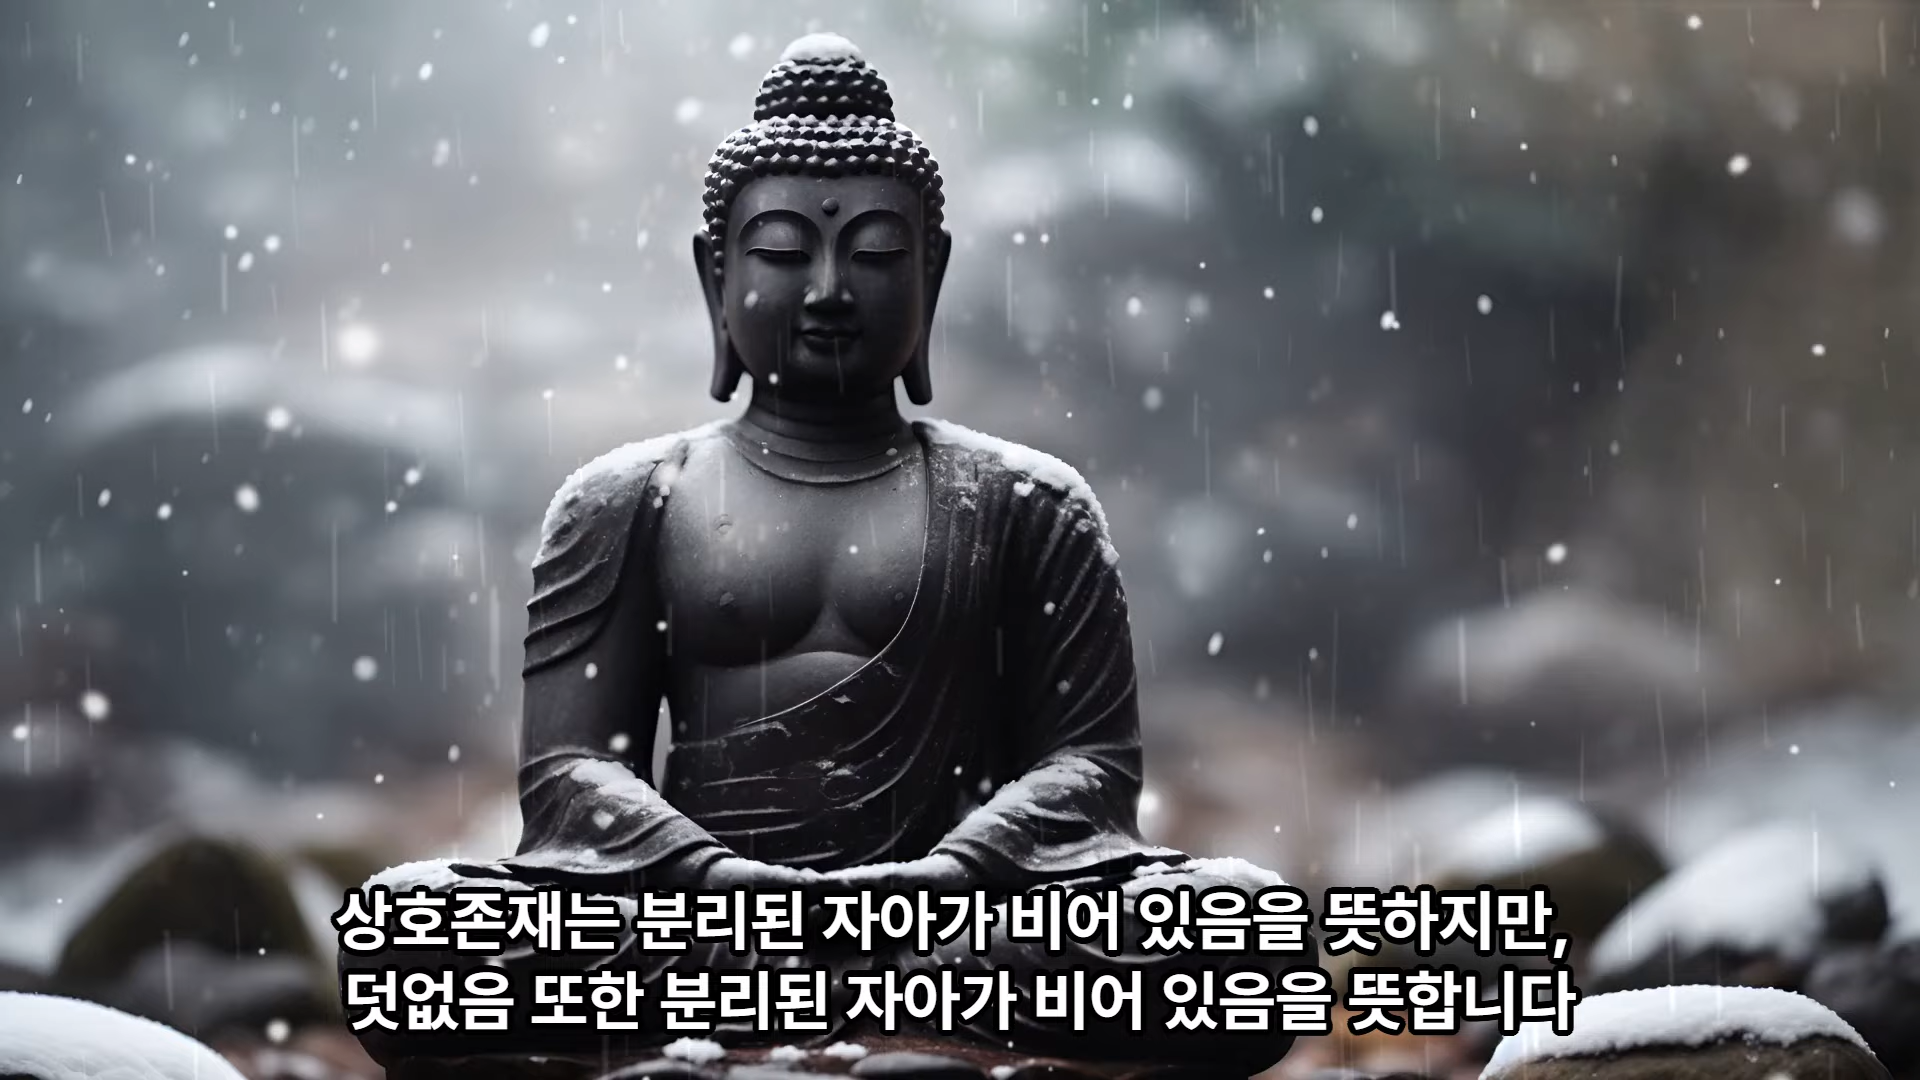 상호존재는 분리된 자아가 비어 있음을 뜻하지만,
덧없음 또한 분리된 자아가 비어 있음을 뜻합니다